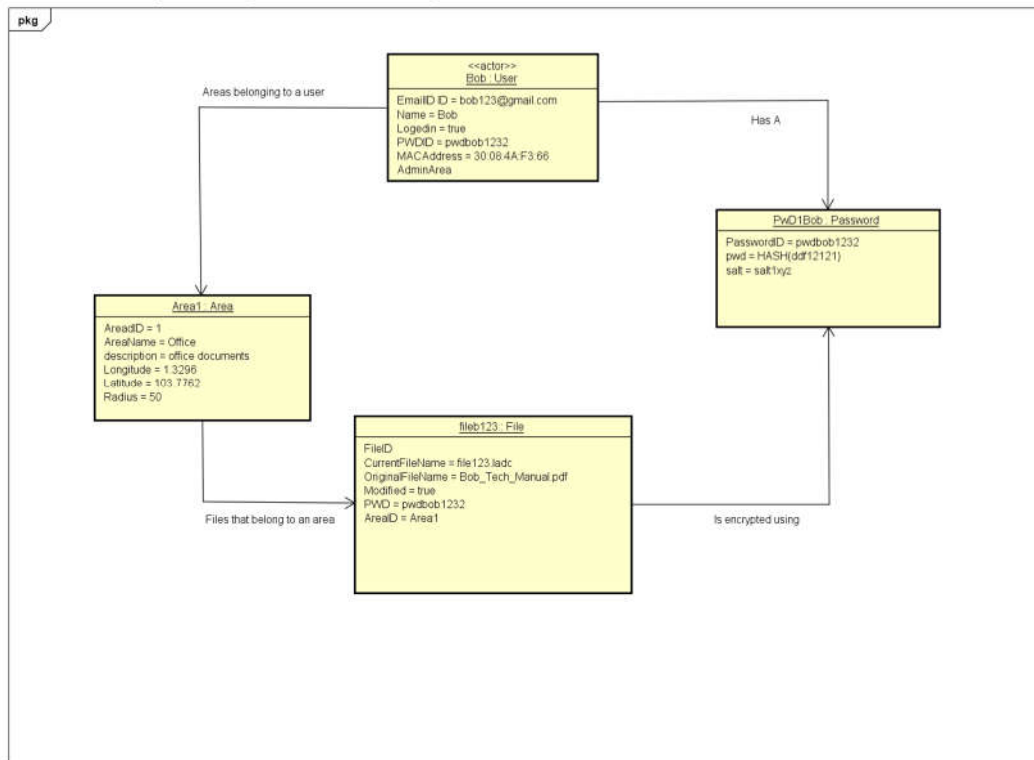 pkg
<<actor>>
Bob : User
EmailID ID = bob123@gmail.com
Name = Bob
Logedin = true
PWDID = pwdbob1232
MACAddress = 30:08:4A:F3:66
AdminArea
Areas belonging to a user
Has A
PwD1Bob : Password
PasswordID = pwdbob1232
pwd = HASH(ddf12121)
salt = salt1xyz
Area1 : Area
AreadID = 1
AreaName = Office
description = office documents
Longitude = 1.3296
Latitude = 103.7762
Radius = 50
fileb123 : File
FileID
CurrentFileName = file123.ladc
OriginalFileName = Bob_Tech_Manual.pdf
Modified = true
PWD = pwdbob1232
AreaID = Area1
Files that belong to an area
Is encrypted using